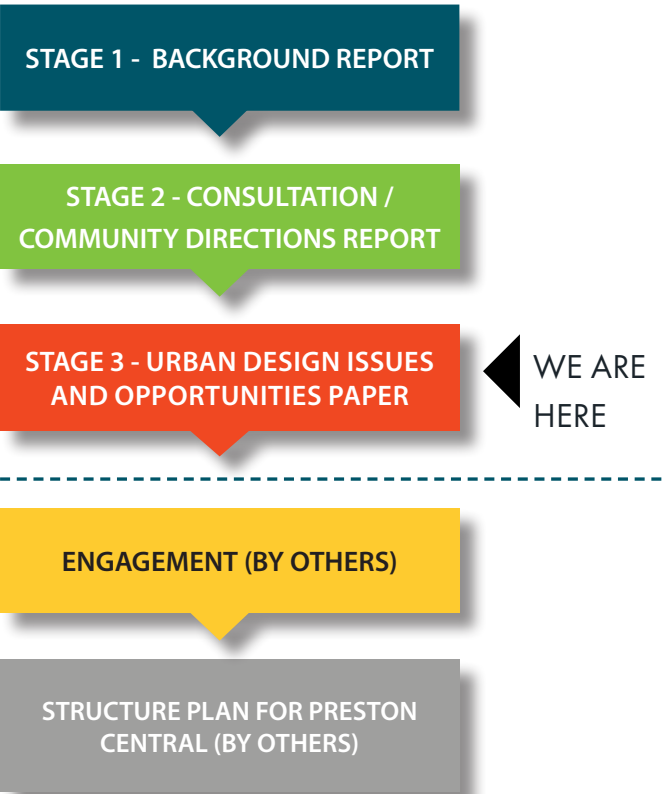 STAGE 1 - BACKGROUND REPORT
STAGE 2 - CONSULTATION /
COMMUNITY DIRECTIONS REPORT
STAGE 3 - URBAN DESIGN ISSUES
AND OPPORTUNITIES PAPER
WE ARE
HERE
ENGAGEMENT (BY OTHERS)
STRUCTURE PLAN FOR PRESTON
CENTRAL (BY OTHERS)